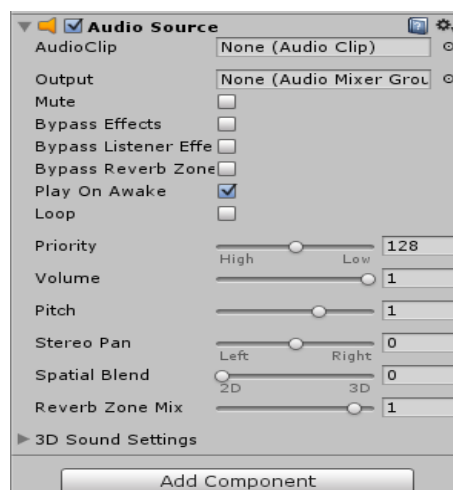 Audio Source
AudioClip None (Audio Clip)
Output None (Audio Mixer Grou
Mute
Bypass Effects
Bypass Listener Effe
Bypass Reverb Zone
Play On Awake
Loop
Priority 128
High Low
Volume 1
Pitch 1
Stereo Pan 0
Left Right
Spatial Blend 0
2D 3D
Reverb Zone Mix 1
3D Sound Settings
Add Component